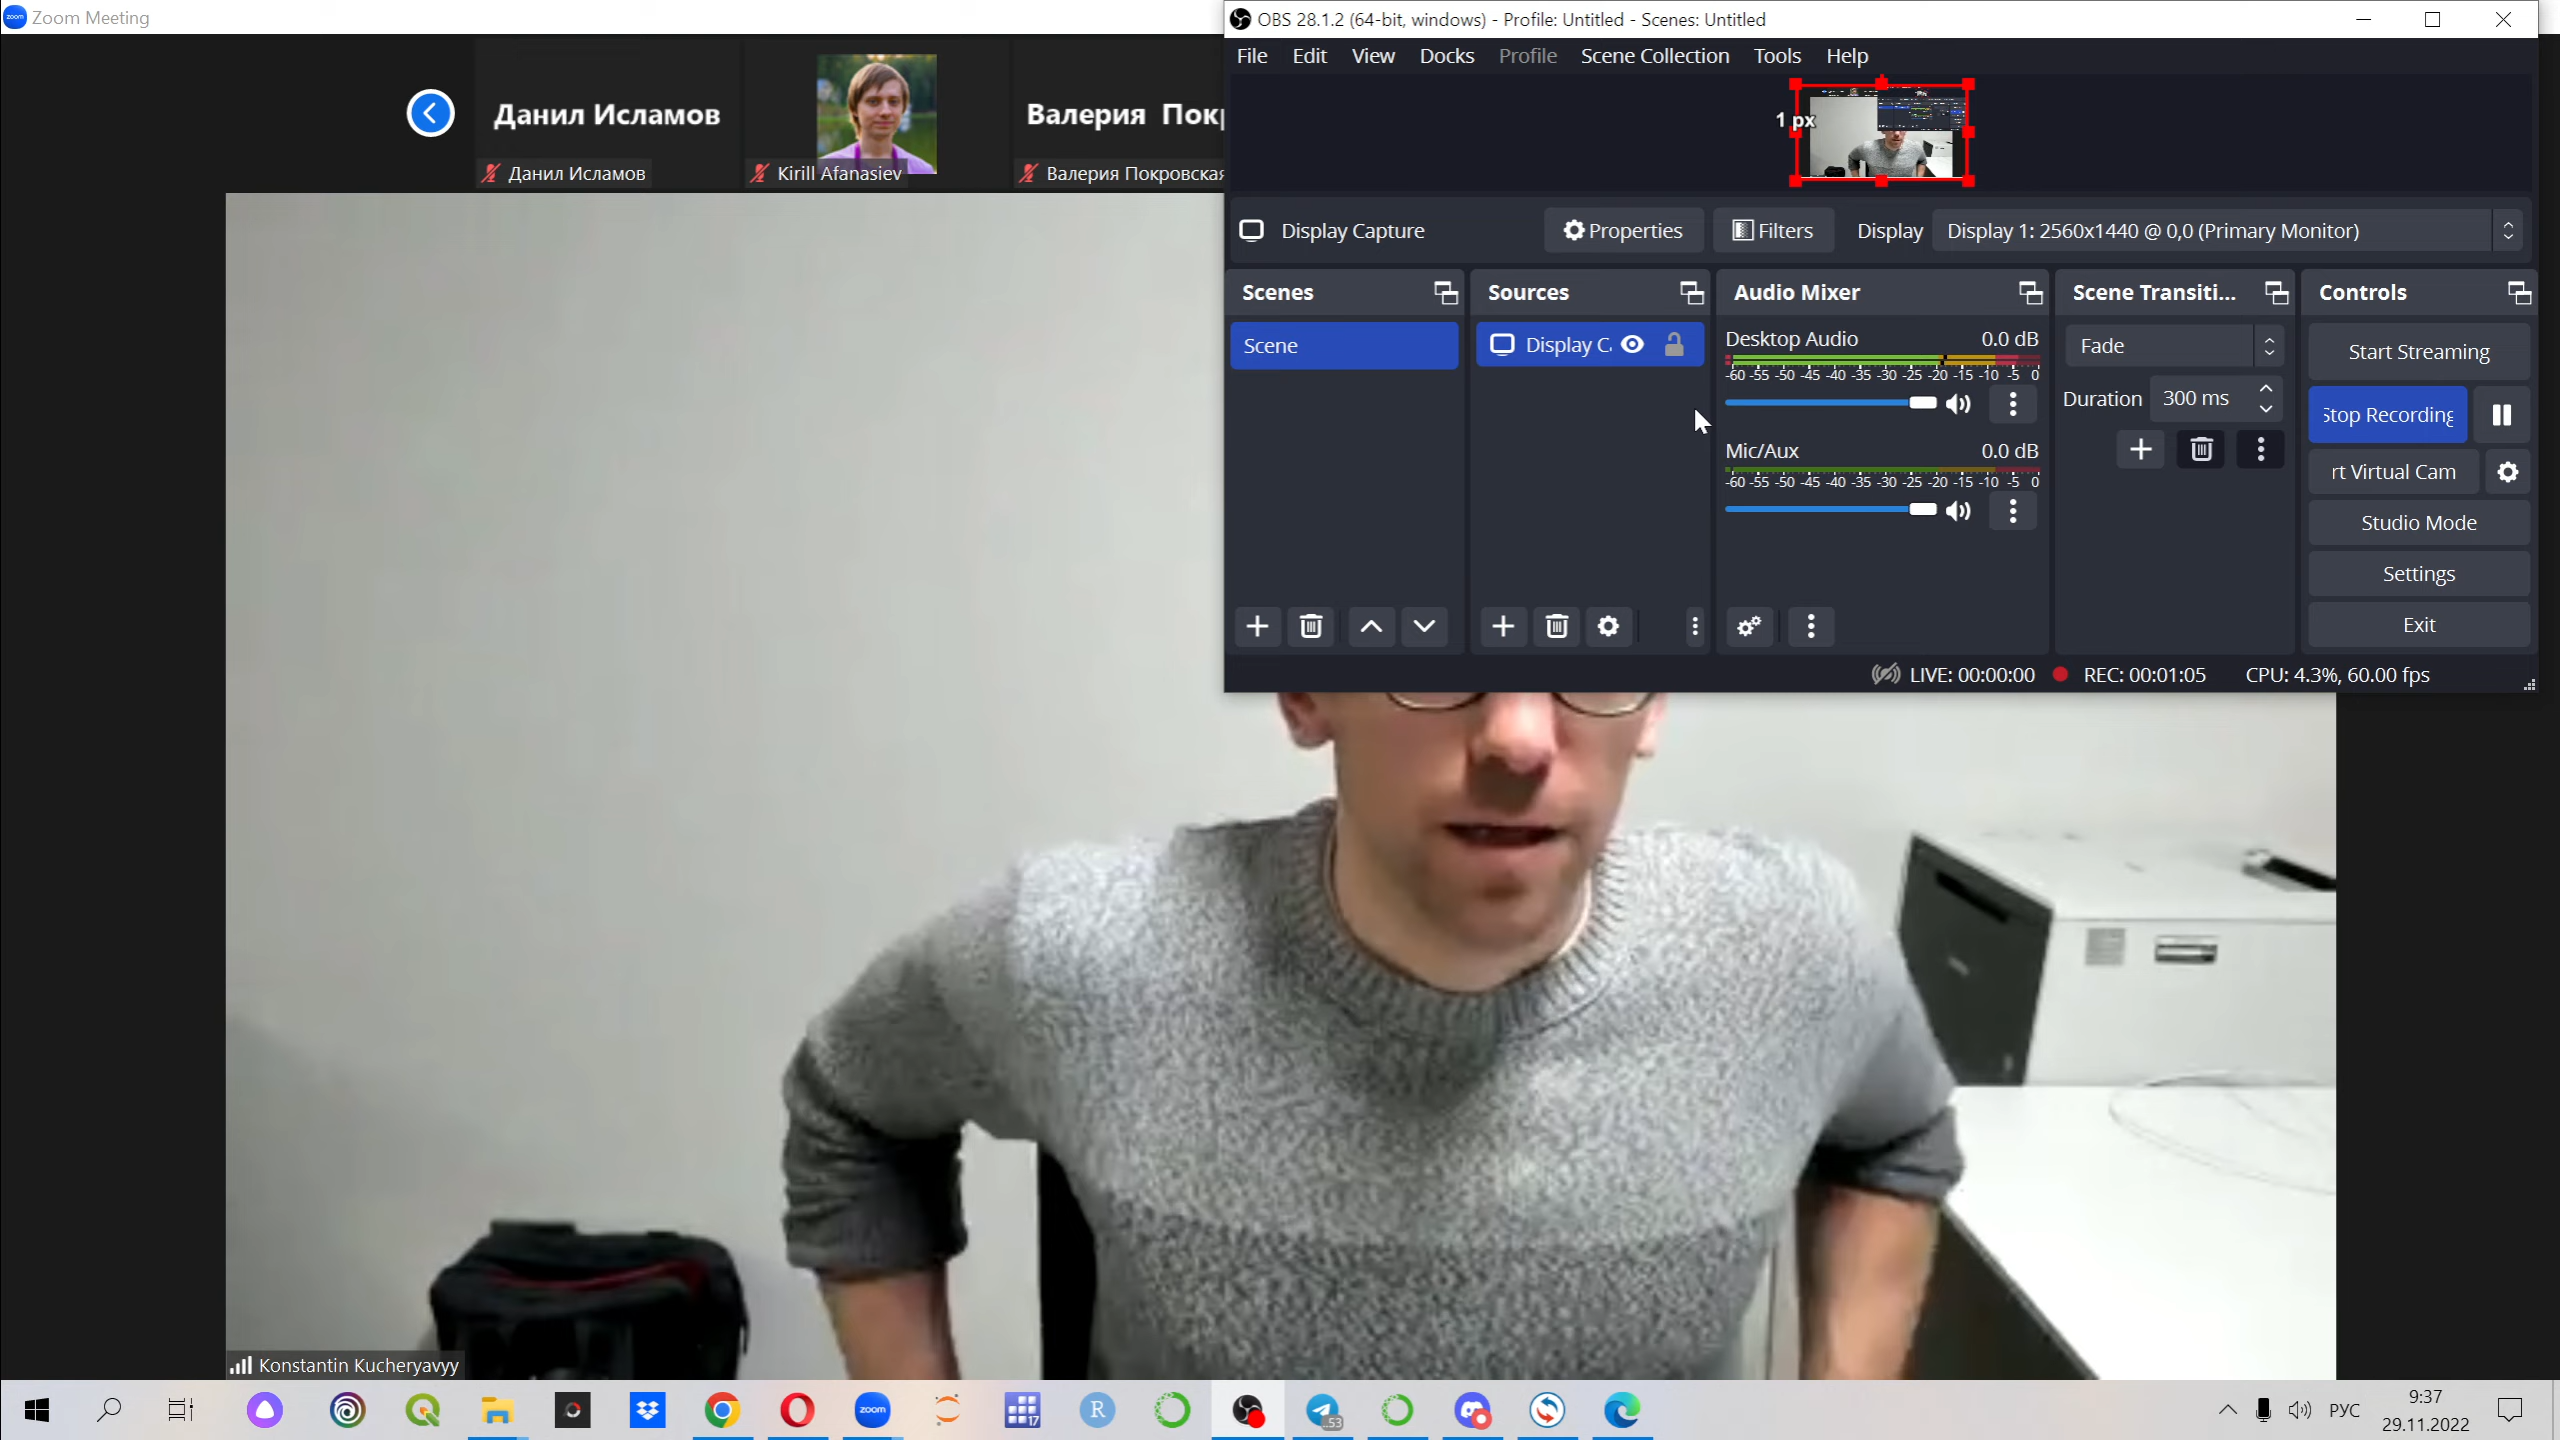 Zoom Meeting
Данил Исламов
Данил Исламов
Kirill Afanasiev
Валерия Пок
Валерия Покровская
OBS 28.1.2 (64-bit, windows) - Profile: Untitled - Scenes: Untitled
File Edit View Docks Profile Scene Collection Tools Help
1 px
Display Capture Properties Filters Display Display 1: 2560x1440 @ 0,0 (Primary Monitor)
Scenes
Scene
Sources
Display C
Audio Mixer
Desktop Audio 0.0 dB
-60 -55 -50 -45 -40 -35 -30 -25 -20 -15 -10 -5 0
Mic/Aux 0.0 dB
-60 -55 -50 -45 -40 -35 -30 -25 -20 -15 -10 -5 0
Scene Transiti...
Fade
Duration 300 ms
Controls
Start Streaming
Stop Recording
rt Virtual Cam
Studio Mode
Settings
Exit
LIVE: 00:00:00 REC: 00:01:05 CPU: 4.3%, 60.00 fps
Konstantin Kucheryavyy
zoom
17
R
..53
РУС
9:37
29.11.2022